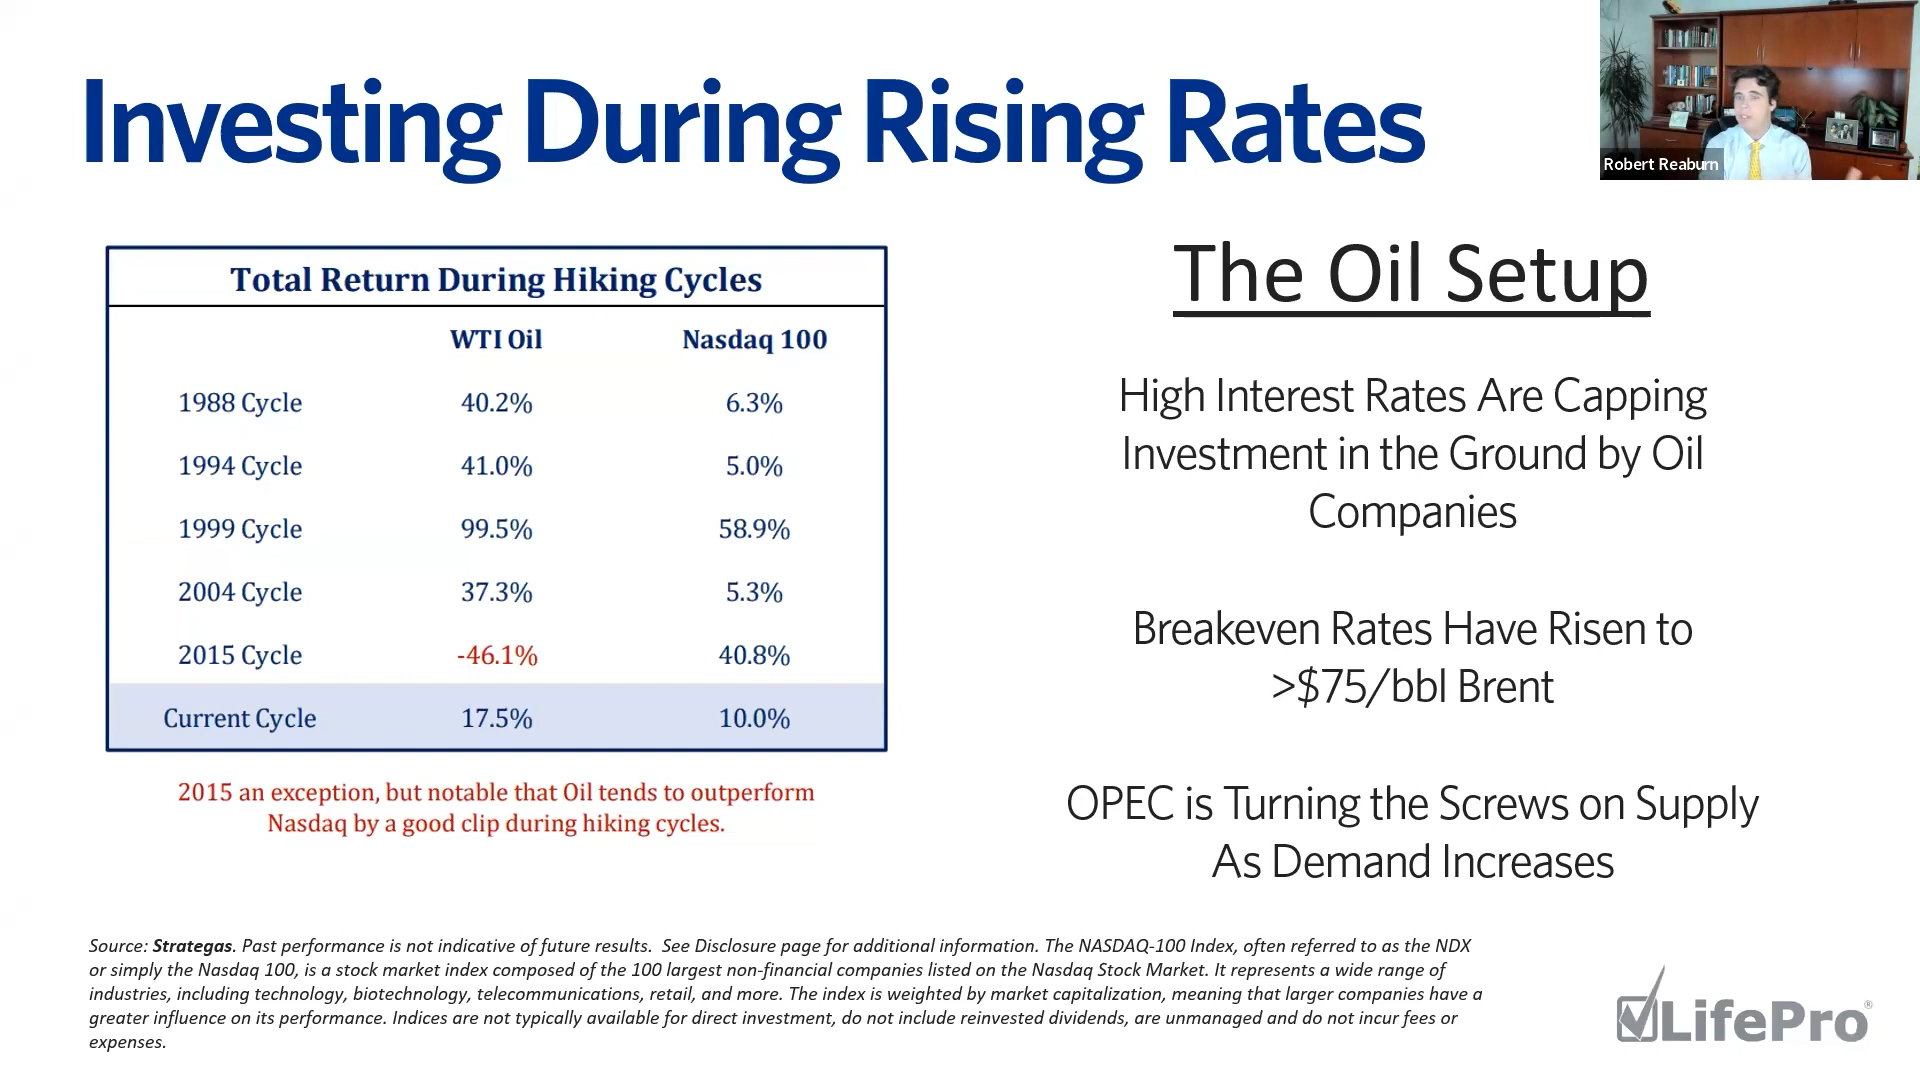 Investing During Rising Rates
Robert Reaburn
Total Return During Hiking Cycles
WTI Oil Nasdaq 100
1988 Cycle 40.2% 6.3%
1994 Cycle 41.0% 5.0%
1999 Cycle 99.5% 58.9%
2004 Cycle 37.3% 5.3%
2015 Cycle -46.1% 40.8%
Current Cycle 17.5% 10.0%
2015 an exception, but notable that Oil tends to outperform
Nasdaq by a good clip during hiking cycles.
The Oil Setup
High Interest Rates Are Capping
Investment in the Ground by Oil
Companies
Breakeven Rates Have Risen to
>$75/bbl Brent
OPEC is Turning the Screws on Supply
As Demand Increases
Source: Strategas. Past performance is not indicative of future results. See Disclosure page for additional information. The NASDAQ-100 Index, often referred to as the NDX
or simply the Nasdaq 100, is a stock market index composed of the 100 largest non-financial companies listed on the Nasdaq Stock Market. It represents a wide range of
industries, including technology, biotechnology, telecommunications, retail, and more. The index is weighted by market capitalization, meaning that larger companies have a
greater influence on its performance. Indices are not typically available for direct investment, do not include reinvested dividends, are unmanaged and do not incur fees or
expenses.
LifePro®